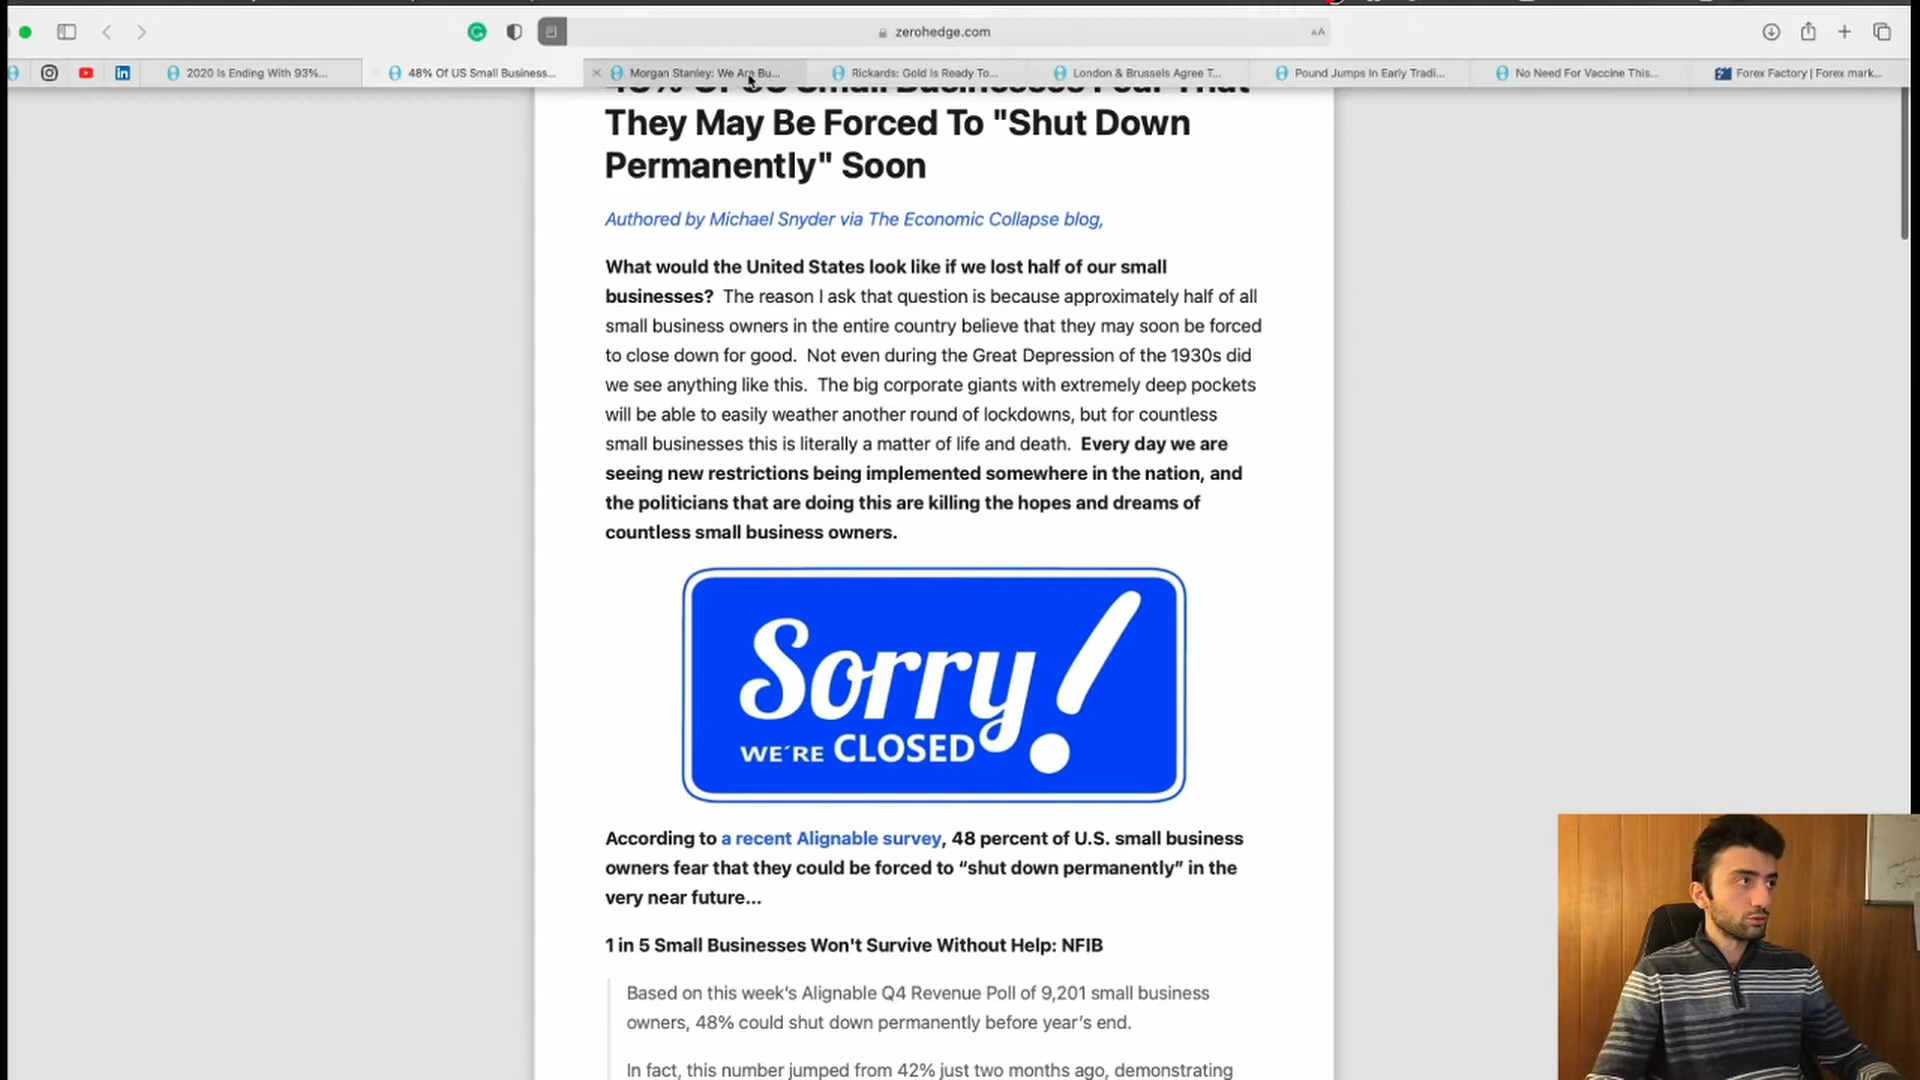 zerohedge.com
AA
2020 Is Ending With 93%...
48% Of US Small Business...
Morgan Stanley: We Are Bu...
Rickards: Gold Is Ready To...
London & Brussels Agree T...
Pound Jumps In Early Tradi...
No Need For Vaccine This...
Forex Factory | Forex mark...
48% Of US Small Businesses Fear That
They May Be Forced To "Shut Down
Permanently" Soon
Authored by Michael Snyder via The Economic Collapse blog,
What would the United States look like if we lost half of our small
businesses? The reason I ask that question is because approximately half of all
small business owners in the entire country believe that they may soon be forced
to close down for good. Not even during the Great Depression of the 1930s did
we see anything like this. The big corporate giants with extremely deep pockets
will be able to easily weather another round of lockdowns, but for countless
small businesses this is literally a matter of life and death. Every day we are
seeing new restrictions being implemented somewhere in the nation, and
the politicians that are doing this are killing the hopes and dreams of
countless small business owners.
Sorry!
WE´RE CLOSED
According to a recent Alignable survey, 48 percent of U.S. small business
owners fear that they could be forced to “shut down permanently” in the
very near future...
1 in 5 Small Businesses Won't Survive Without Help: NFIB
Based on this week’s Alignable Q4 Revenue Poll of 9,201 small business
owners, 48% could shut down permanently before year’s end.
In fact, this number jumped from 42% just two months ago, demonstrating